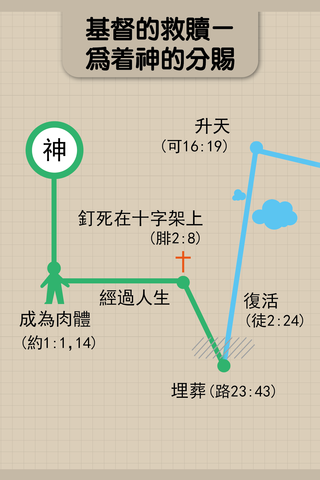 基督的救贖一
為着神的分賜
神
升天
(可16:19)
釘死在十字架上
(腓2:8)
經過人生
成為肉體
(約1:1,14)
復活
(徒2:24)
埋葬(路23:43)